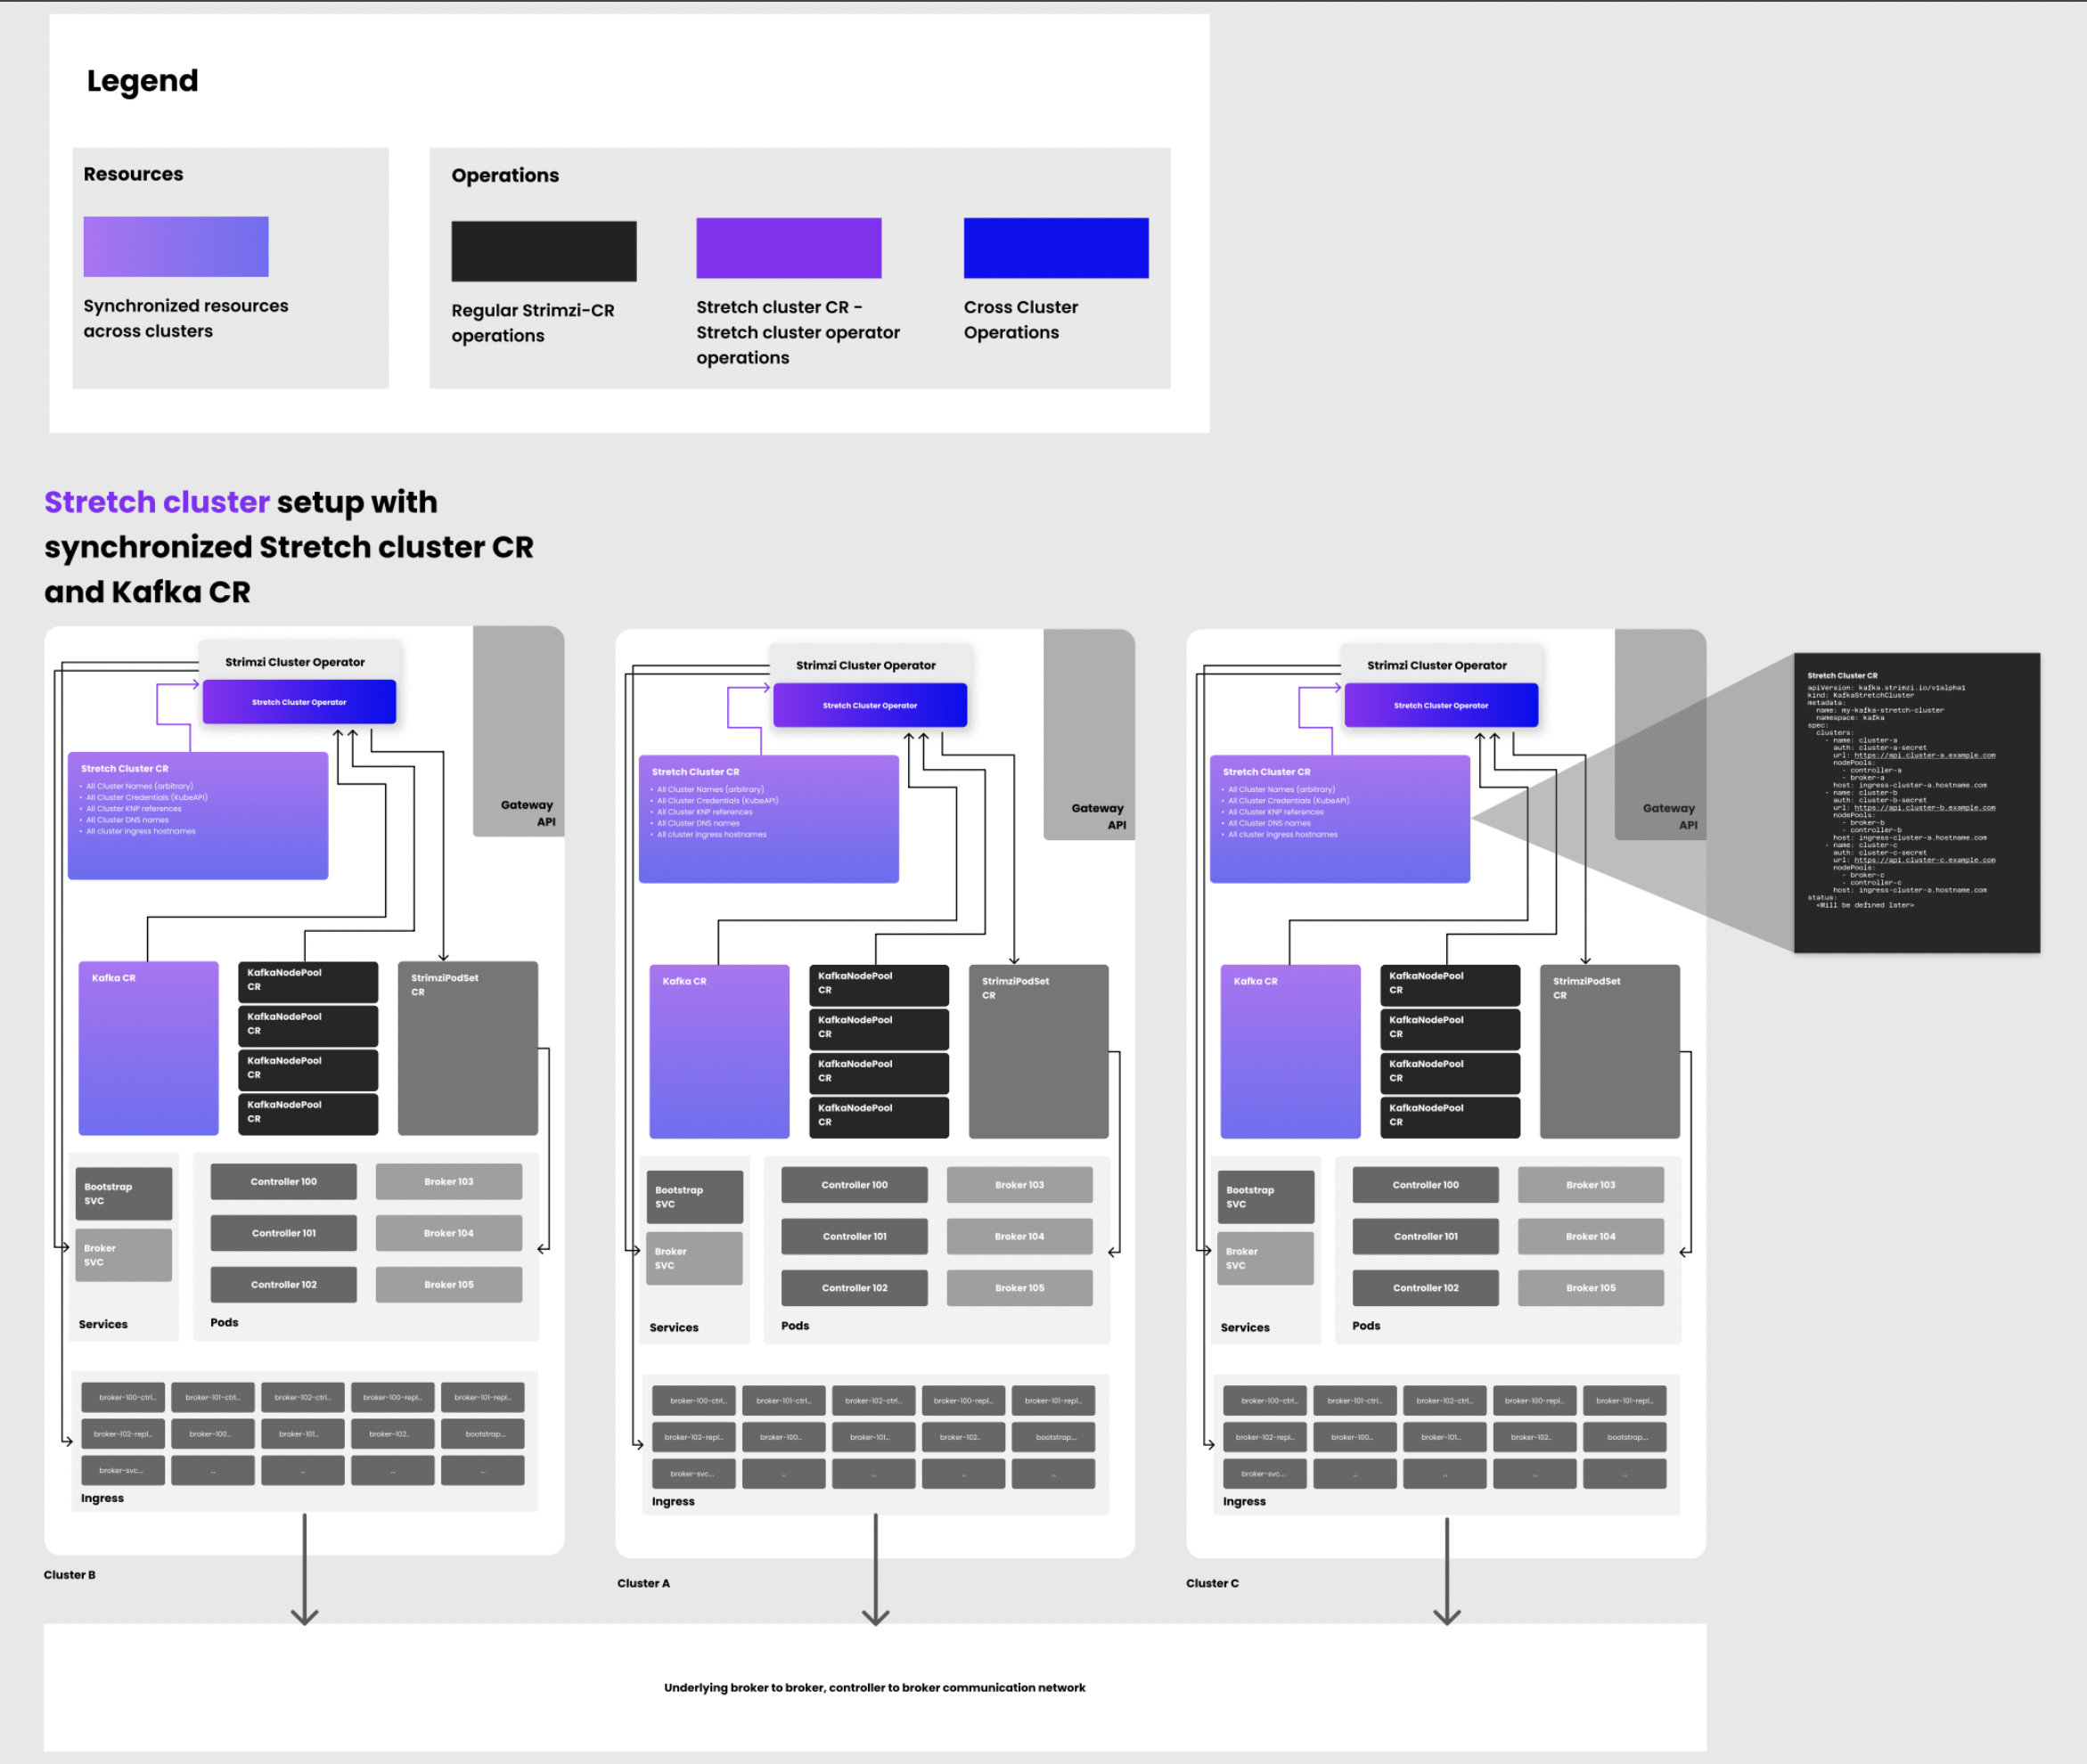 Legend
Resources
Synchronized resources
across clusters
Operations
Regular Strimzi-CR
operations
Stretch cluster CR -
Stretch cluster operator
operations
Cross Cluster
Operations
Stretch cluster setup with
synchronized Stretch cluster CR
and Kafka CR
Strimzi Cluster Operator
Stretch Cluster Operator
Gateway
API
Stretch Cluster CR
• All Cluster Names (arbitrary)
• All Cluster Credentials (KubeAPI)
• All Cluster KNP references
• All Cluster DNS names
• All cluster ingress hostnames
Kafka CR
KafkaNodePool
CR
KafkaNodePool
CR
KafkaNodePool
CR
KafkaNodePool
CR
StrimziPodSet
CR
Bootstrap
SVC
Broker
SVC
Services
Controller 100
Broker 103
Controller 101
Broker 104
Controller 102
Broker 105
Pods
broker-100-ctrl...
broker-101-ctrl...
broker-102-ctrl...
broker-100-repl...
broker-101-repl...
broker-102-repl...
broker-100...
broker-101...
broker-102..
bootstrap....
broker-svc....
...
...
...
...
Ingress
Cluster B
Strimzi Cluster Operator
Stretch Cluster Operator
Gateway
API
Stretch Cluster CR
• All Cluster Names (arbitrary)
• All Cluster Credentials (KubeAPI)
• All Cluster KNP references
• All Cluster DNS names
• All cluster ingress hostnames
Kafka CR
KafkaNodePool
CR
KafkaNodePool
CR
KafkaNodePool
CR
KafkaNodePool
CR
StrimziPodSet
CR
Bootstrap
SVC
Broker
SVC
Services
Controller 100
Broker 103
Controller 101
Broker 104
Controller 102
Broker 105
Pods
broker-100-ctrl...
broker-101-ctrl...
broker-102-ctrl...
broker-100-repl...
broker-101-repl...
broker-102-repl...
broker-100...
broker-101...
broker-102..
bootstrap....
broker-svc....
...
...
...
...
Ingress
Cluster A
Strimzi Cluster Operator
Stretch Cluster Operator
Gateway
API
Stretch Cluster CR
• All Cluster Names (arbitrary)
• All Cluster Credentials (KubeAPI)
• All Cluster KNP references
• All Cluster DNS names
• All cluster ingress hostnames
Kafka CR
KafkaNodePool
CR
KafkaNodePool
CR
KafkaNodePool
CR
KafkaNodePool
CR
StrimziPodSet
CR
Bootstrap
SVC
Broker
SVC
Services
Controller 100
Broker 103
Controller 101
Broker 104
Controller 102
Broker 105
Pods
broker-100-ctrl...
broker-101-ctrl...
broker-102-ctrl...
broker-100-repl...
broker-101-repl...
broker-102-repl...
broker-100...
broker-101...
broker-102..
bootstrap....
broker-svc....
...
...
...
...
Ingress
Cluster C
Stretch Cluster CR
apiVersion: kafka.strimzi.io/v1alpha1
kind: KafkaStretchCluster
metadata:
name: my-kafka-stretch-cluster
namespace: kafka
spec:
clusters:
- name: cluster-a
auth: cluster-a-secret
url: https://api.cluster-a.example.com
nodePools:
- controller-a
- broker-a
host: ingress-cluster-a.hostname.com
- name: cluster-b
auth: cluster-b-secret
url: https://api.cluster-b.example.com
nodePools:
- broker-b
- controller-b
host: ingress-cluster-a.hostname.com
- name: cluster-c
auth: cluster-c-secret
url: https://api.cluster-c.example.com
nodePools:
- broker-c
- controller-c
host: ingress-cluster-a.hostname.com
status:
<Will be defined later>
Underlying broker to broker, controller to broker communication network